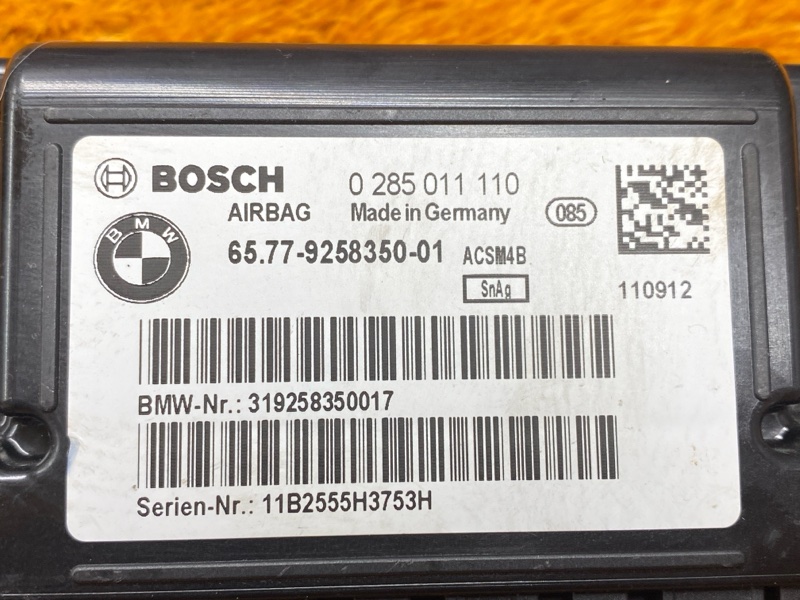 BOSCH 0 285 011 110
AIRBAG Made in Germany 085
BMW
65.77-9258350-01 ACSM4B
SnAg 110912
BMW-Nr.: 319258350017
Serien-Nr.: 11B2555H3753H